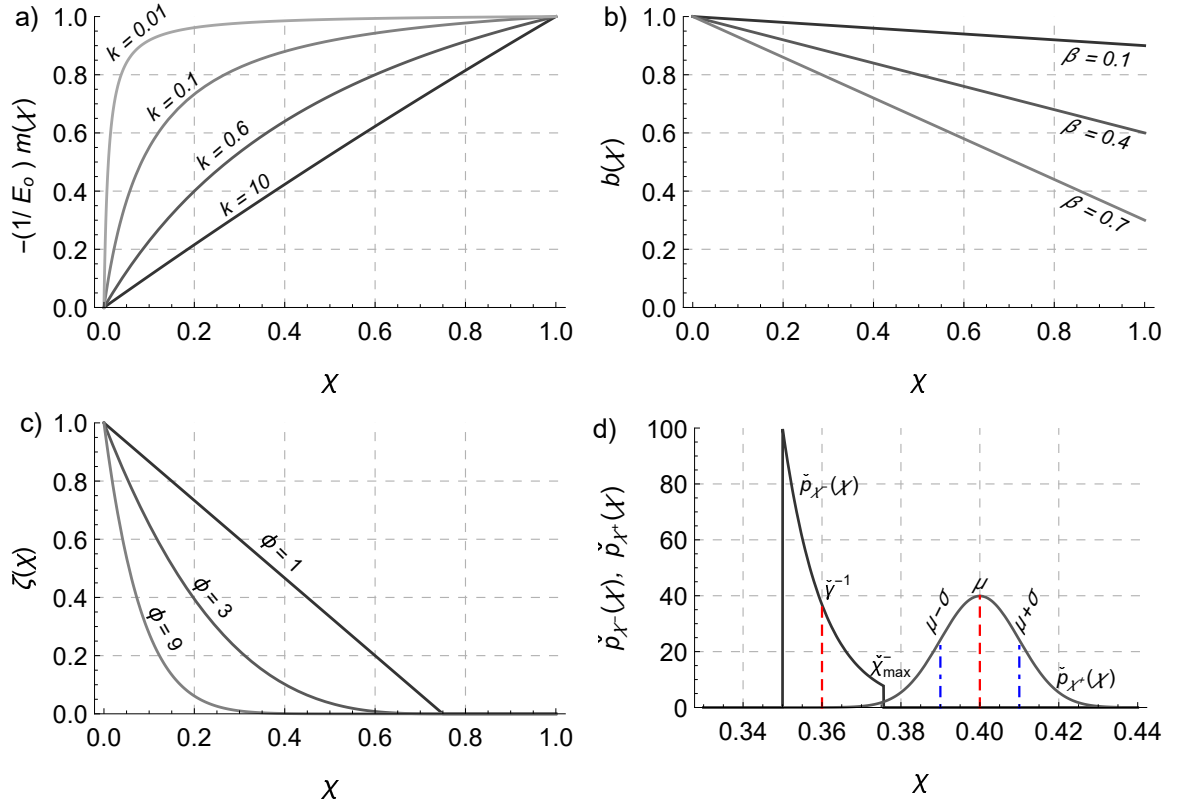 a)
−(1/ Eₒ ) m(χ)
1.0
0.8
0.6
0.4
0.2
0.0
k = 0.01
k = 0.1
k = 0.6
k = 10
0.0 0.2 0.4 0.6 0.8 1.0
χ
b)
b(χ)
1.0
0.8
0.6
0.4
0.2
0.0
β = 0.1
β = 0.4
β = 0.7
0.0 0.2 0.4 0.6 0.8 1.0
χ
c)
ζ(χ)
1.0
0.8
0.6
0.4
0.2
0.0
ϕ = 1
ϕ = 3
ϕ = 9
0.0 0.2 0.4 0.6 0.8 1.0
χ
d)
p̌_χ⁻(χ), p̌_χ⁺(χ)
100
80
60
40
20
0
p̌_χ⁻(χ)
γ̌⁻¹
χ̌⁻max
μ−σ
μ
μ+σ
p̌_χ⁺(χ)
0.34 0.36 0.38 0.40 0.42 0.44
χ